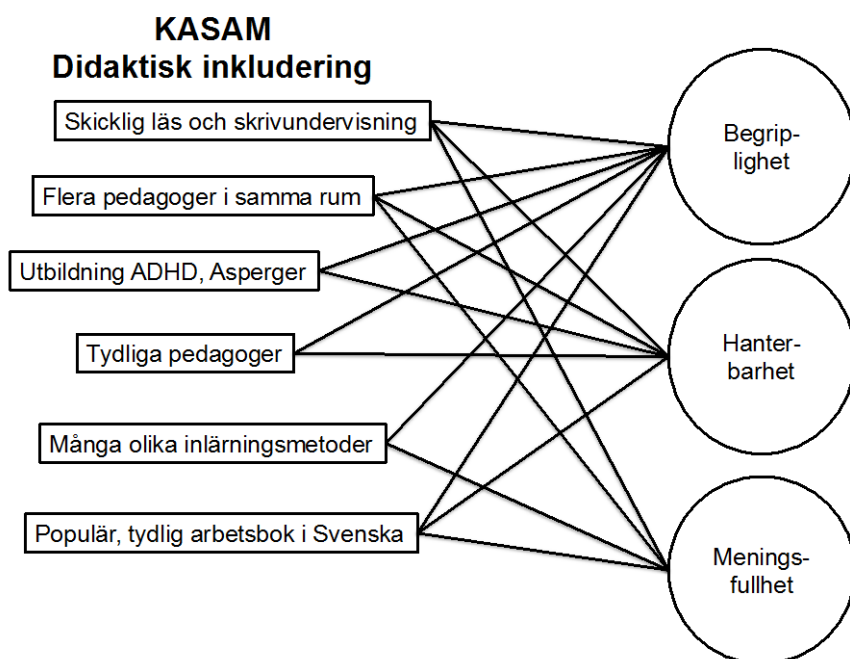 KASAM
Didaktisk inkludering
Skicklig läs och skrivundervisning
Flera pedagoger i samma rum
Utbildning ADHD, Asperger
Tydliga pedagoger
Många olika inlärningsmetoder
Populär, tydlig arbetsbok i Svenska
Begrip-
lighet
Hanter-
barhet
Menings-
fullhet